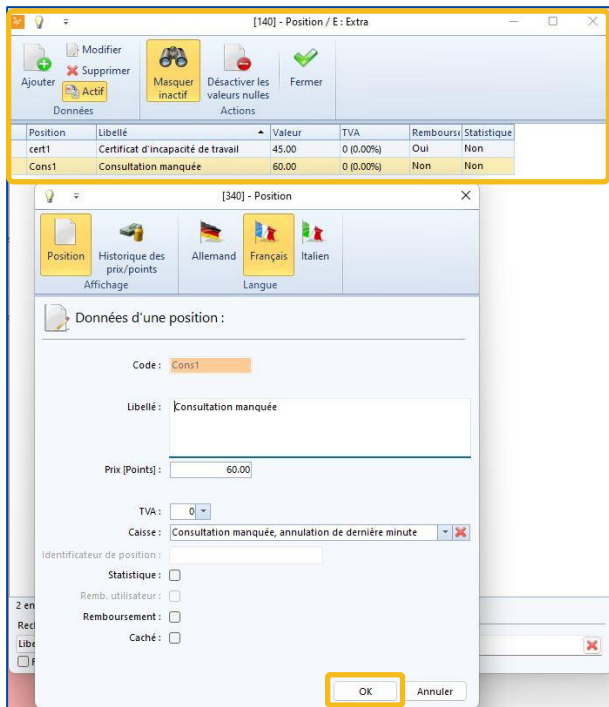 [140] - Position / E : Extra
Ajouter
Modifier
Supprimer
Actif
Données
Masquer inactif
Désactiver les valeurs nulles
Fermer
Actions
Position Libellé Valeur TVA Rembourse Statistique
cert1 Certificat d'incapacité de travail 45.00 0 (0.00%) Oui Non
Cons1 Consultation manquée 60.00 0 (0.00%) Non Non
[340] - Position
Position
Historique des prix/points
Affichage
Allemand
Français
Italien
Langue
Données d'une position :
Code : Cons1
Libellé : Consultation manquée
Prix [Points] : 60.00
TVA : 0
Caisse : Consultation manquée, annulation de dernière minute
Identificateur de position :
Statistique :
Remb. utilisateur :
Remboursement :
Caché :
2 en
OK
Annuler